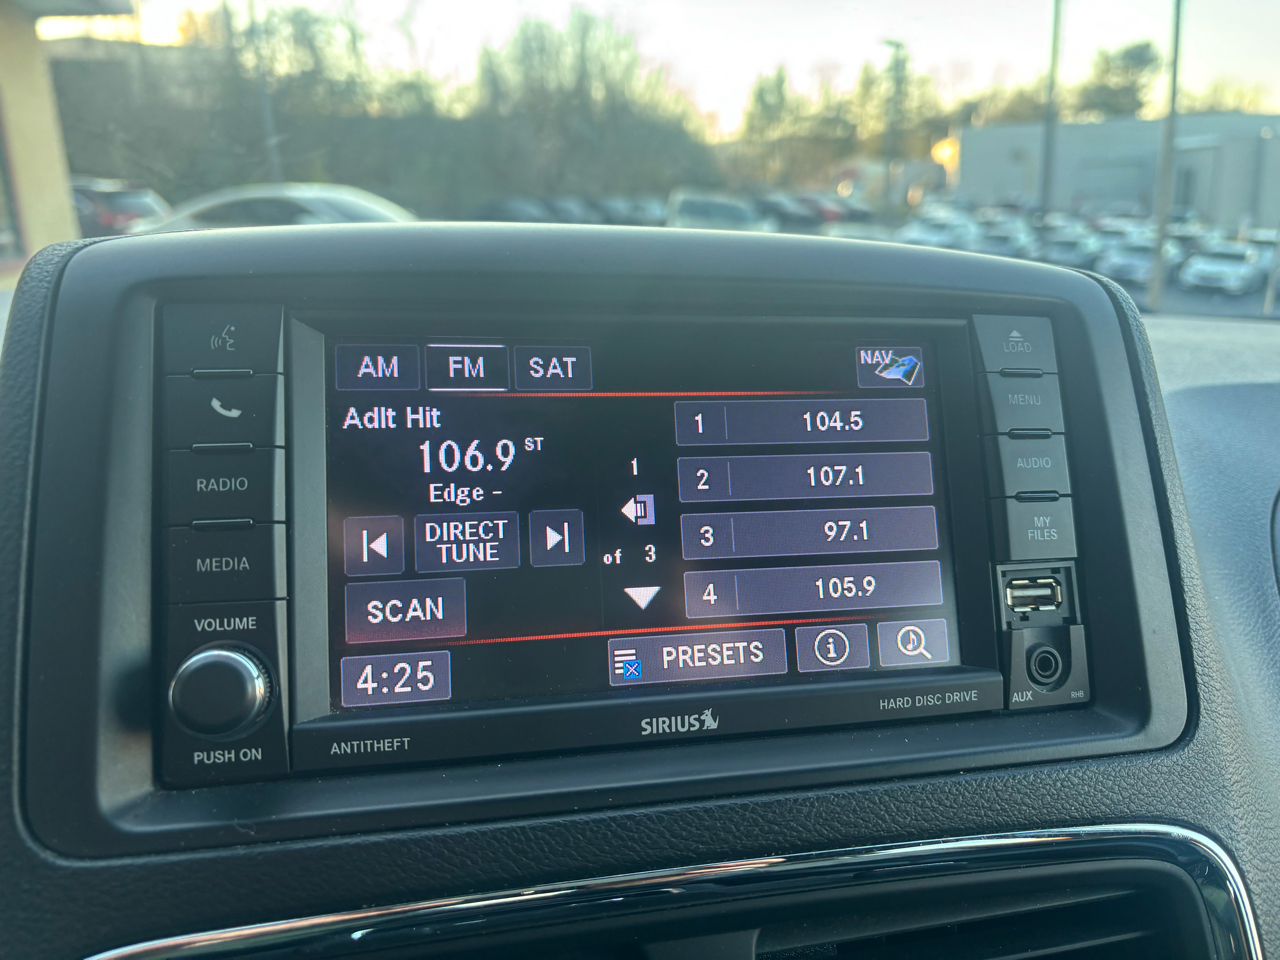 AM FM SAT NAV
Adlt Hit
106.9 ST
Edge -
DIRECT
TUNE
SCAN
4:25
1
of 3
1 104.5
2 107.1
3 97.1
4 105.9
PRESETS
i
RADIO
MEDIA
VOLUME
PUSH ON
LOAD
MENU
AUDIO
MY
FILES
AUX
RHB
ANTITHEFT
SIRIUS
HARD DISC DRIVE